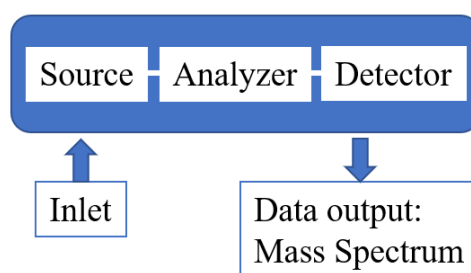 Source
Analyzer
Detector
Inlet
Data output:
Mass Spectrum